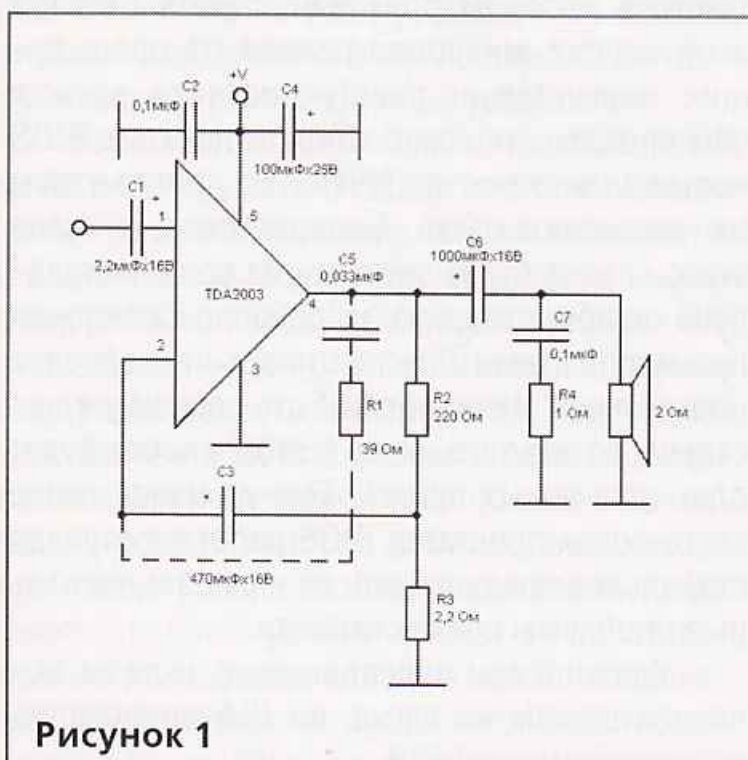 +V
C2
C4
0,1мкФ
+
100мкФх25В
C1
+
1
5
2,2мкФх16В
TDA2003
4
2
3
C5
0,033мкФ
C6
1000мкФх16В
+
C7
0,1мкФ
R1
39 Ом
R2
220 Ом
R4
1 Ом
2 Ом
C3
+
470мкФх16В
R3
2,2 Ом
Рисунок 1